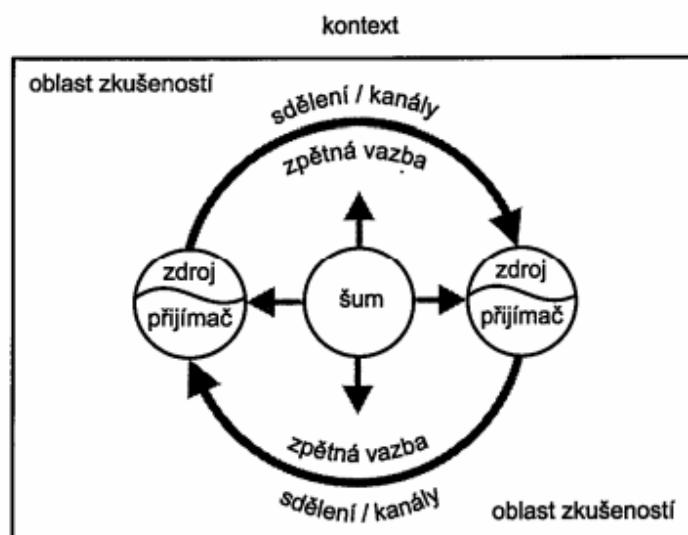 kontext
oblast zkušeností
sdělení / kanály
zpětná vazba
zdroj
přijímač
šum
zdroj
přijímač
zpětná vazba
sdělení / kanály
oblast zkušeností